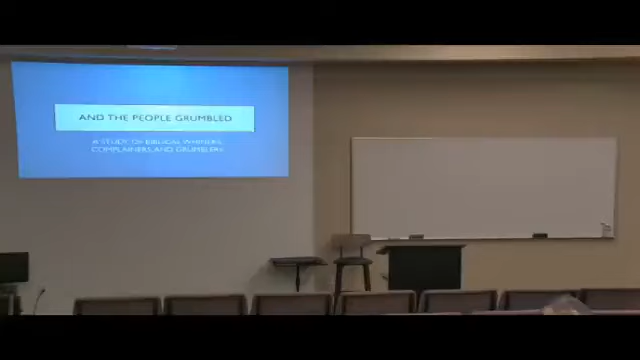 AND THE PEOPLE GRUMBLED
A STUDY OF BIBLICAL WHINERS,
COMPLAINERS AND GRUMBLERS